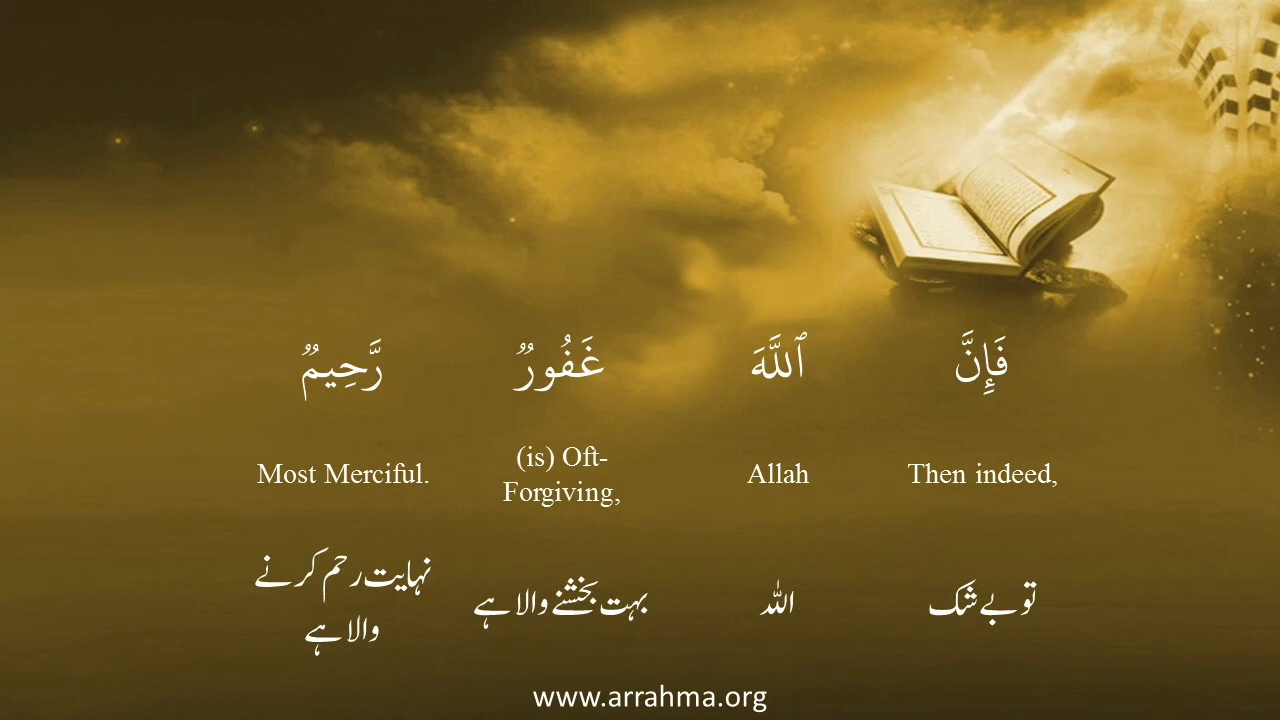 فَإِنَّ ٱللَّهَ غَفُورٌۭ رَّحِيمٌۭ
Then indeed,
Allah
(is) Oft-
Forgiving,
Most Merciful.
تو بے شک
اللہ
بہت بخشنے والا ہے
نہایت رحم کرنے
والا ہے
www.arrahma.org